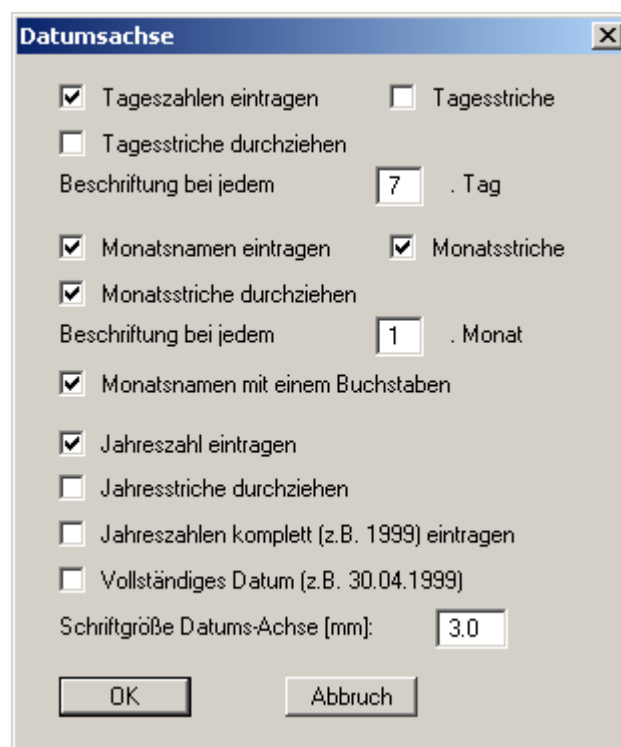 Datumsachse
Tageszahlen eintragen Tagesstriche
Tagesstriche durchziehen
Beschriftung bei jedem 7 . Tag
Monatsnamen eintragen Monatsstriche
Monatsstriche durchziehen
Beschriftung bei jedem 1 . Monat
Monatsnamen mit einem Buchstaben
Jahreszahl eintragen
Jahresstriche durchziehen
Jahreszahlen komplett (z.B. 1999) eintragen
Vollständiges Datum (z.B. 30.04.1999)
Schriftgröße Datums-Achse [mm]: 3.0
OK Abbruch